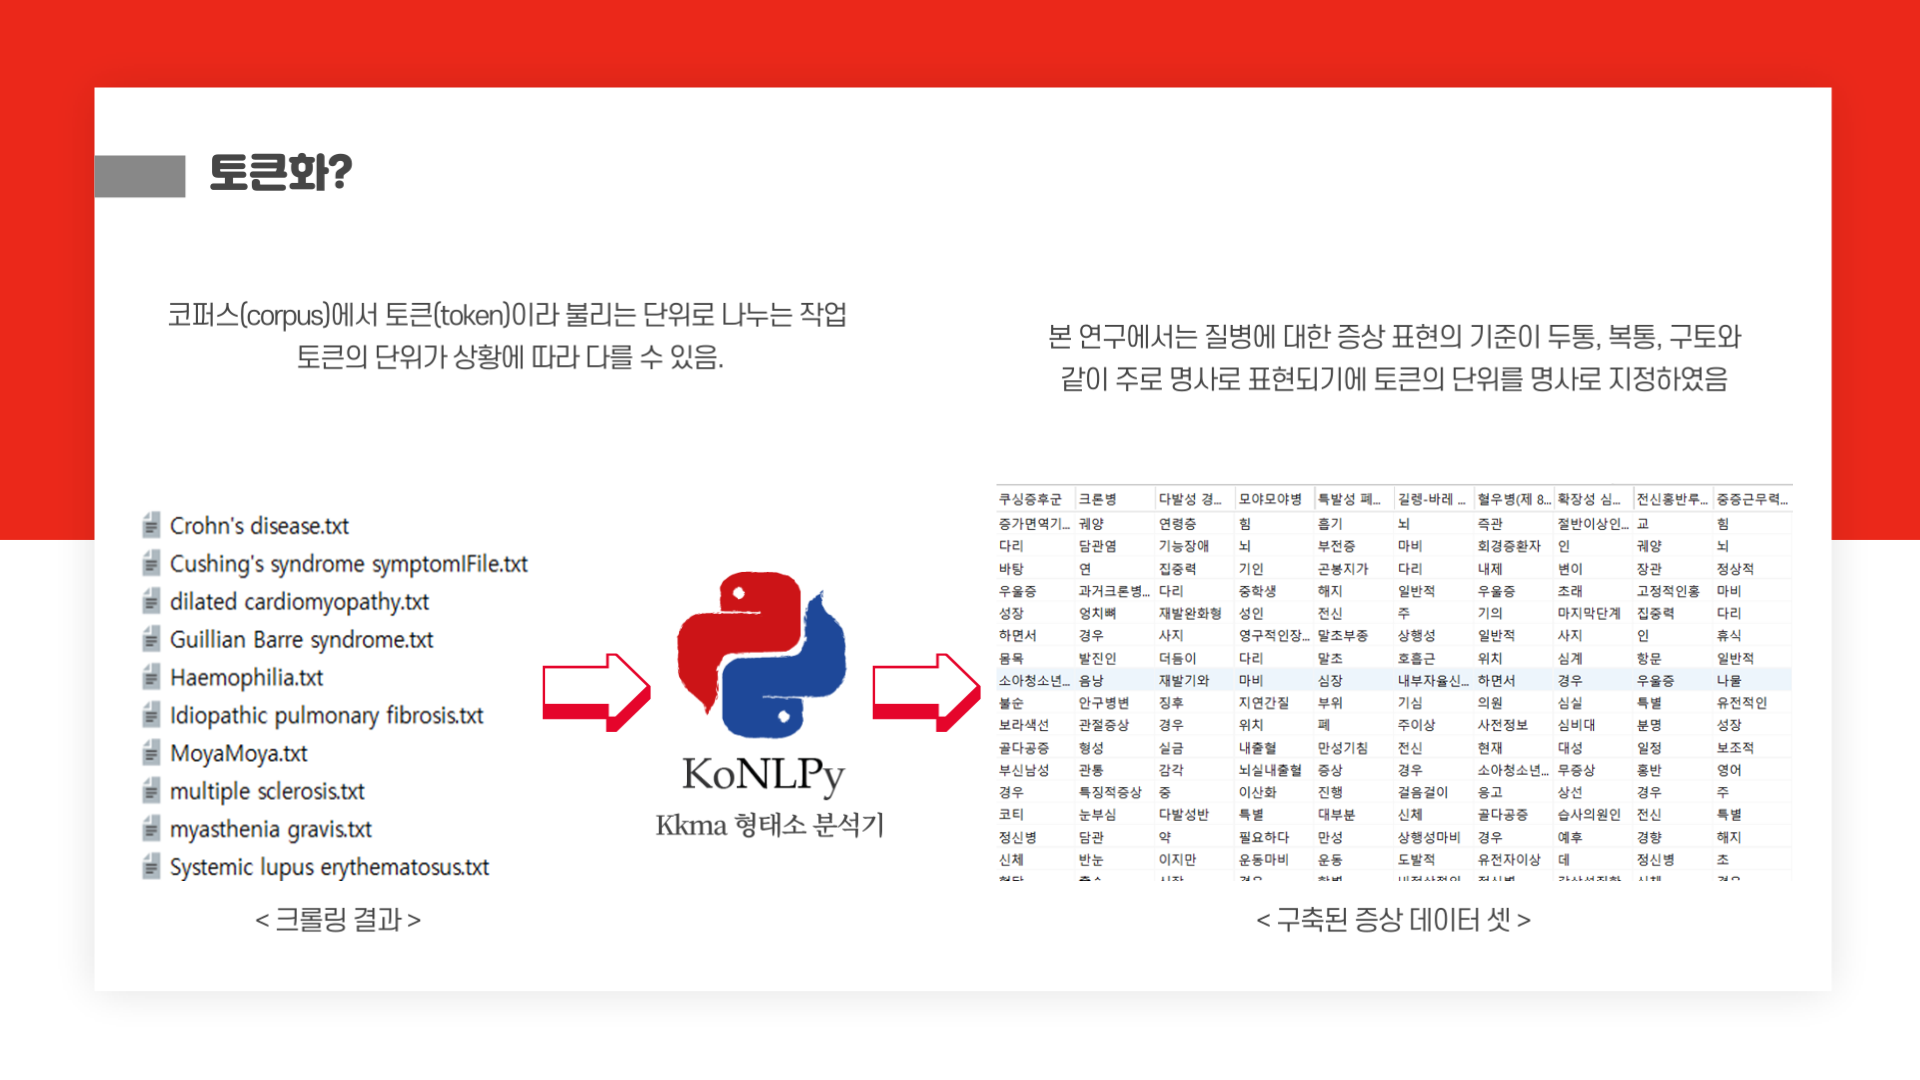 토큰화?
코퍼스(corpus)에서 토큰(token)이라 불리는 단위로 나누는 작업
토큰의 단위가 상황에 따라 다를 수 있음.
본 연구에서는 질병에 대한 증상 표현의 기준이 두통, 복통, 구토와
같이 주로 명사로 표현되기에 토큰의 단위를 명사로 지정하였음
Crohn's disease.txt
Cushing's syndrome symptomlFile.txt
dilated cardiomyopathy.txt
Guillian Barre syndrome.txt
Haemophilia.txt
Idiopathic pulmonary fibrosis.txt
MoyaMoya.txt
multiple sclerosis.txt
myasthenia gravis.txt
Systemic lupus erythematosus.txt
< 크롤링 결과 >
KoNLPy
Kkma 형태소 분석기
쿠싱증후군 크론병 다발성 경... 모야모야병 특발성 폐... 길렝-바레 ... 혈우병(제 8... 확장성 심... 전신홍반루... 중증근무력...
증가면역기... 궤양 연령층 힘 흡기 뇌 즉관 절반이상인... 교 힘
다리 담관염 기능장애 뇌 부전증 마비 회경증환자 인 궤양 뇌
바탕 연 집중력 기인 곤봉지가 다리 내제 변이 장관 정상적
우울증 과거크론병... 다리 중학생 해지 일반적 우울증 초래 고정적인홍 마비
성장 엉치뼈 재발완화형 성인 전신 주 기의 마지막단계 집중력 다리
하면서 경우 사지 영구적인장... 말초부종 상행성 일반적 사지 인 휴식
몸목 발진인 더듬이 다리 말초 호흡근 위치 심계 항문 일반적
소아청소년... 음낭 재발기와 마비 심장 내부자율신... 하면서 경우 우울증 나물
불순 안구병변 징후 지연간질 부위 기심 의원 심실 특별 유전적인
보라색선 관절증상 경우 위치 폐 주이상 사전정보 심비대 분명 성장
골다공증 형성 실금 내출혈 만성기침 전신 현재 대성 일정 보조적
부신남성 관통 감각 뇌실내출혈 증상 경우 소아청소년... 무증상 홍반 영어
경우 특징적증상 중 이산화 진행 걸음걸이 응고 상선 경우 주
코티 눈부심 다발성반 특별 대부분 신체 골다공증 습사의원인 전신 특별
정신병 담관 약 필요하다 만성 상행성마비 경우 예후 경향 해지
신체 반눈 이지만 운동마비 운동 도발적 유전자이상 데 정신병 초
< 구축된 증상 데이터 셋 >